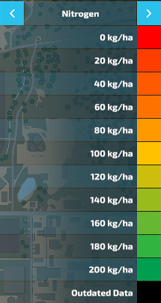 Nitrogen
0 kg/ha
20 kg/ha
40 kg/ha
60 kg/ha
80 kg/ha
100 kg/ha
120 kg/ha
140 kg/ha
160 kg/ha
180 kg/ha
200 kg/ha
Outdated Data